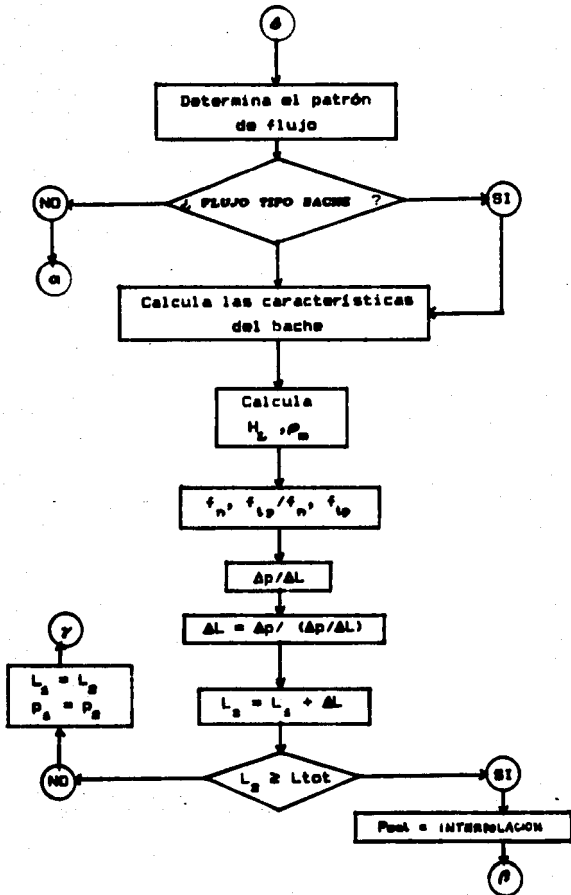 Determina el patrón
de flujo
¿ FLUJO TIPO BACHE ?
NO
SI
α
Calcula las características
del bache
Calcula
H_L , ρ_m
f_n, f_tp/f_n, f_tp
Δp/ΔL
ΔL = Δp/ (Δp/ΔL)
γ
L_1 = L_2
p_1 = p_2
L_2 = L_1 + ΔL
NO
L_2 ≥ Ltot
SI
= INTERPOLACION
β